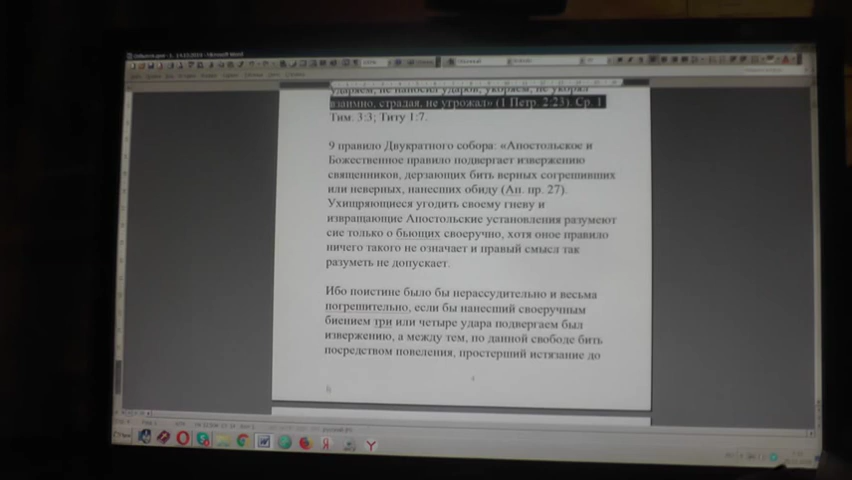 ударяем, не наносил ударов, укоряем, не укорял
взаимно, страдая, не угрожал» (1 Петр. 2:23). Ср. 1
Тим. 3:3; Титу 1:7.
9 правило Двукратного собора: «Апостольское и
Божественное правило подвергает извержению
священников, дерзающих бить верных согрешивших
или неверных, нанесших обиду (Ап. пр. 27).
Ухищряющиеся угодить своему гневу и
извращающие Апостольские установления разумеют
сие только о бьющих своеручно, хотя оное правило
ничего такого не означает и правый смысл так
разуметь не допускает.
Ибо поистине было бы нерассудительно и весьма
погрешительно, если бы нанесший своеручным
биением три или четыре удара подвергаем был
извержению, а между тем, по данной свободе бить
посредством повеления, простерший истязание до
4